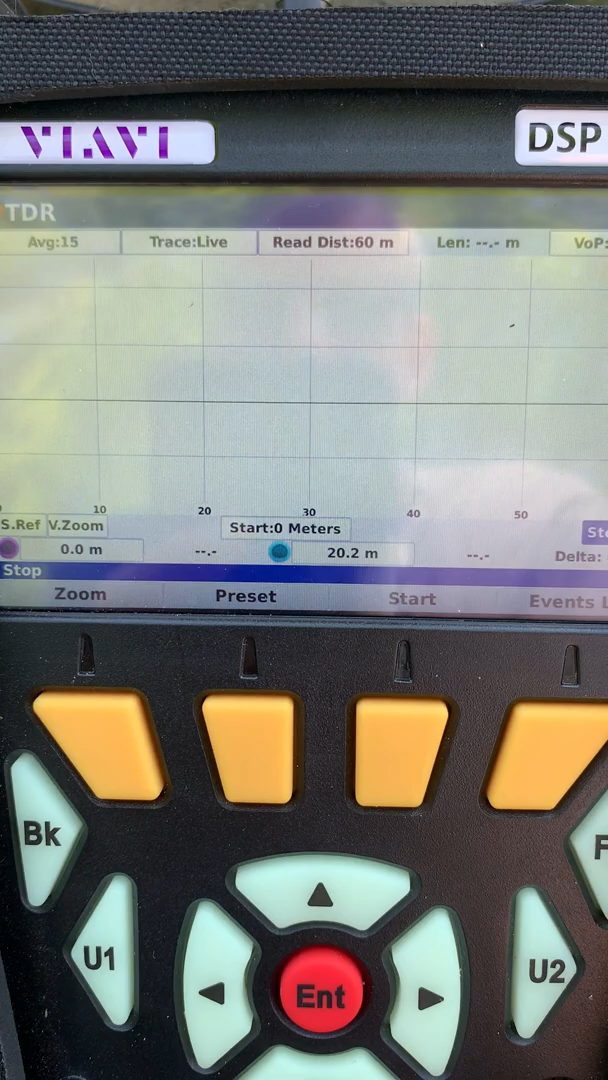 VIAVI DSP
TDR
Avg:15 Trace:Live Read Dist:60 m Len: --.- m VoP:
10 20 30 40 50
S.Ref V.Zoom Start:0 Meters
0.0 m --.- 20.2 m --.- Delta:
Stop
Zoom Preset Start Events L
Bk F
U1 Ent U2